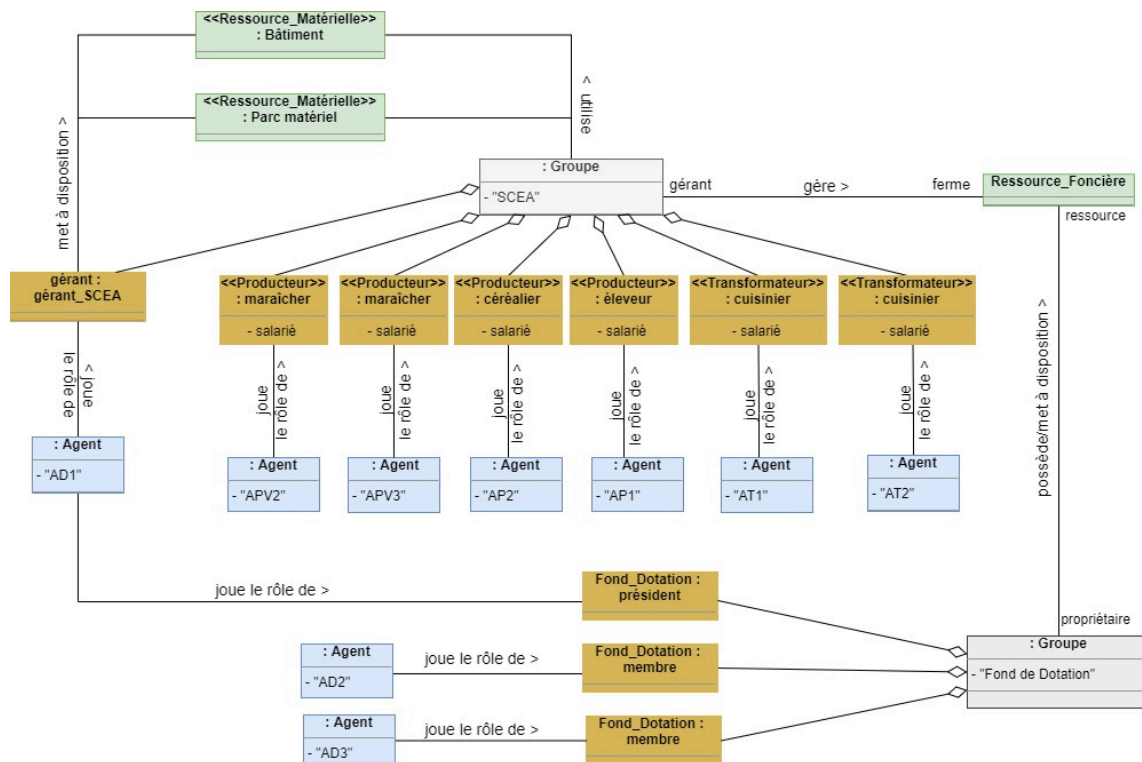 <<Ressource_Matérielle>>
: Bâtiment
<<Ressource_Matérielle>>
: Parc matériel
met à disposition >
< utilise
: Groupe
- "SCEA"
gérant
gère >
ferme
Ressource_Foncière
ressource
gérant :
gérant_SCEA
<<Producteur>>
: maraîcher
- salarié
<<Producteur>>
: maraîcher
- salarié
<<Producteur>>
: céréalier
- salarié
<<Producteur>>
: éleveur
- salarié
<<Transformateur>>
: cuisinier
- salarié
<<Transformateur>>
: cuisinier
- salarié
< joue
le rôle de
joue
le rôle de >
joue
le rôle de >
joue
le rôle de >
joue
le rôle de >
joue
le rôle de >
joue
le rôle de >
possède/met à disposition >
: Agent
- "AD1"
: Agent
- "APV2"
: Agent
- "APV3"
: Agent
- "AP2"
: Agent
- "AP1"
: Agent
- "AT1"
: Agent
- "AT2"
joue le rôle de >
Fond_Dotation :
président
propriétaire
: Groupe
- "Fond de Dotation"
: Agent
- "AD2"
joue le rôle de >
Fond_Dotation :
membre
: Agent
- "AD3"
joue le rôle de >
Fond_Dotation :
membre